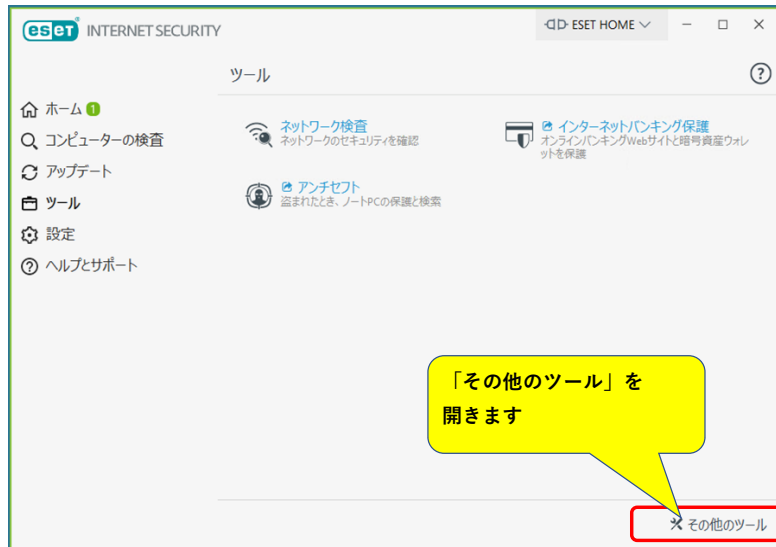 eseT INTERNET SECURITY
ESET HOME
ツール
ホーム 1
コンピューターの検査
アップデート
ツール
設定
ヘルプとサポート
ネットワーク検査
ネットワークのセキュリティを確認
インターネットバンキング保護
オンラインバンキングWebサイトと暗号資産ウォレ
ットを保護
アンチセフト
盗まれたとき、ノートPCの保護と検索
「その他のツール」を
開きます
その他のツール